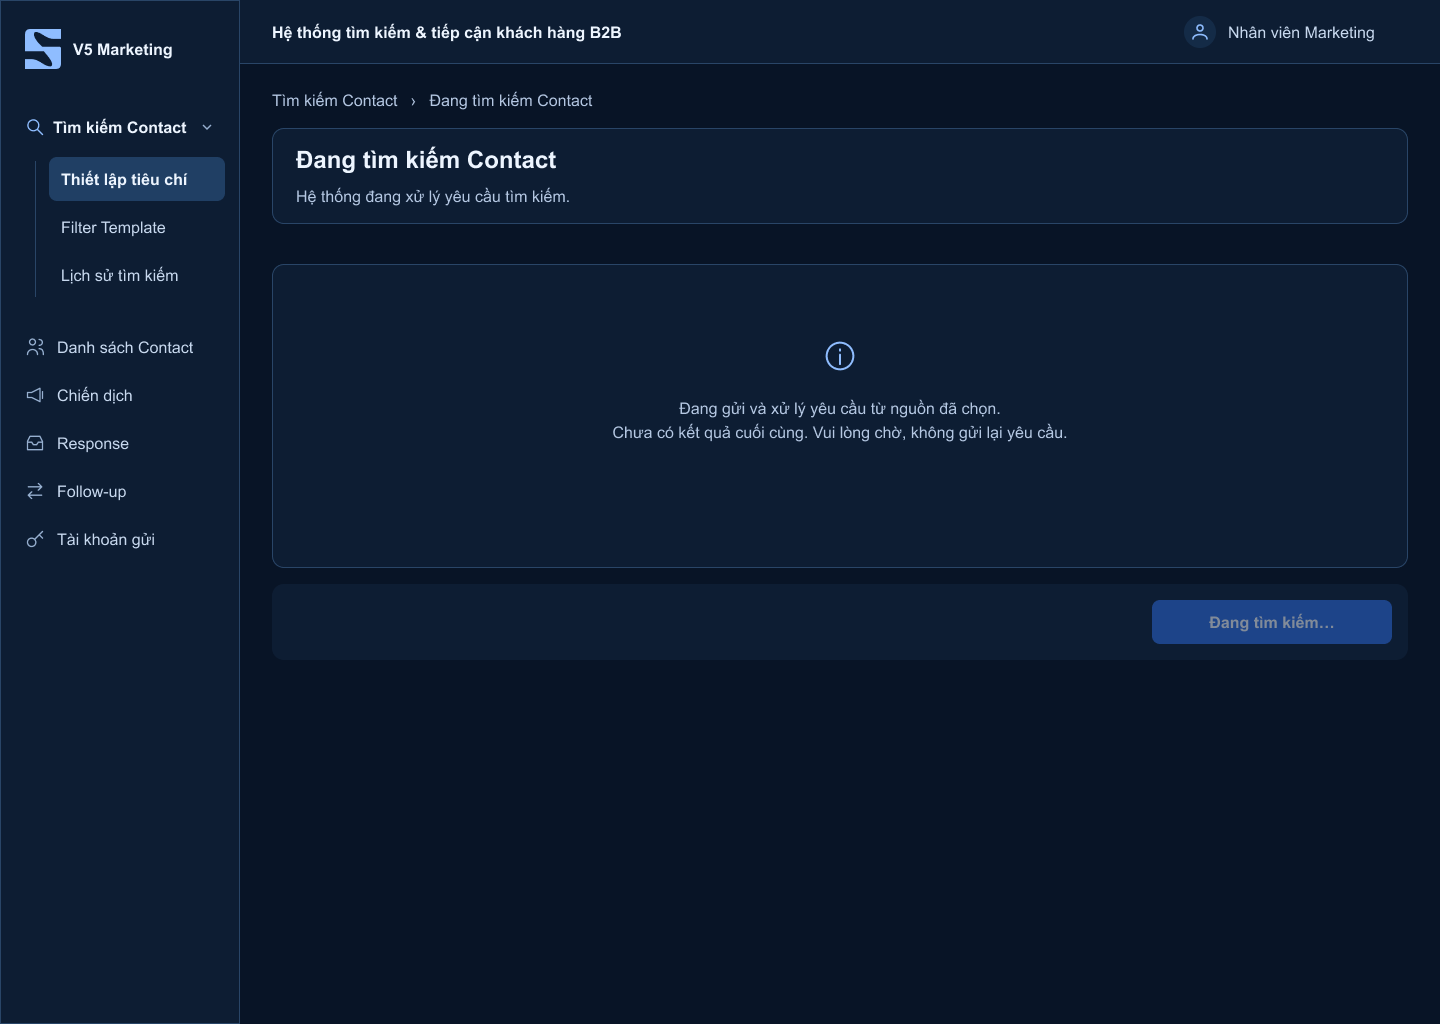 V5 Marketing
Hệ thống tìm kiếm & tiếp cận khách hàng B2B
Nhân viên Marketing
Tìm kiếm Contact
Thiết lập tiêu chí
Filter Template
Lịch sử tìm kiếm
Danh sách Contact
Chiến dịch
Response
Follow-up
Tài khoản gửi
Tìm kiếm Contact › Đang tìm kiếm Contact
Đang tìm kiếm Contact
Hệ thống đang xử lý yêu cầu tìm kiếm.
Đang gửi và xử lý yêu cầu từ nguồn đã chọn.
Chưa có kết quả cuối cùng. Vui lòng chờ, không gửi lại yêu cầu.
Đang tìm kiếm...